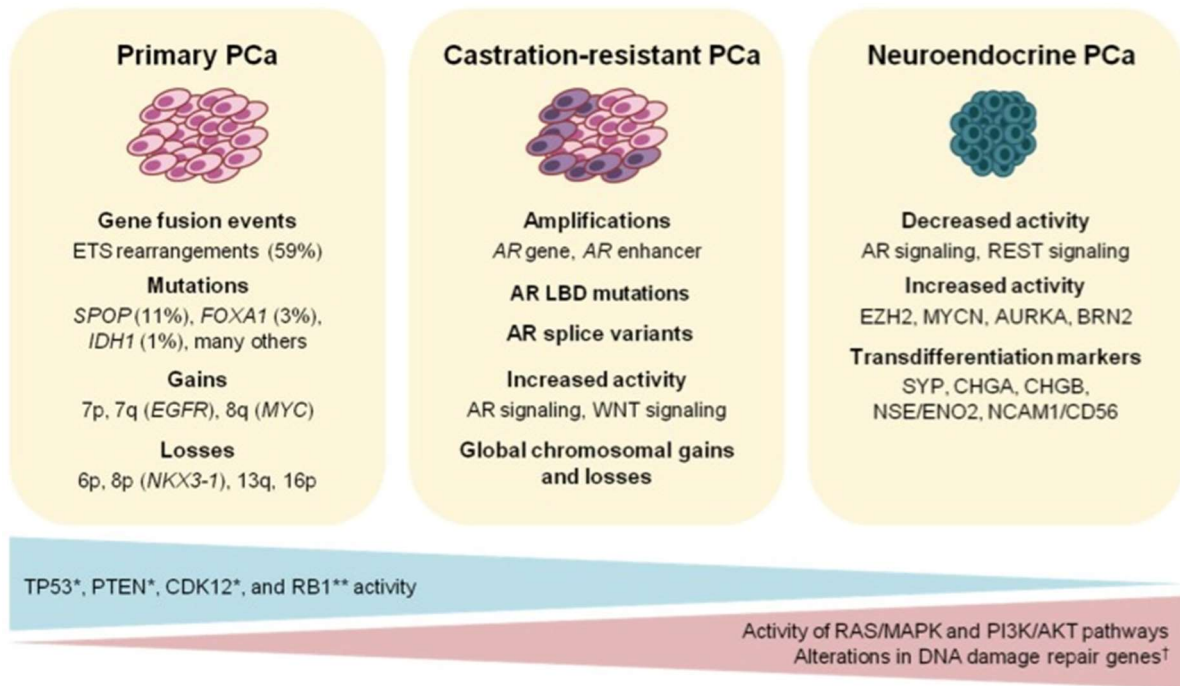 Primary PCa
Gene fusion events
ETS rearrangements (59%)
Mutations
SPOP (11%), FOXA1 (3%),
IDH1 (1%), many others
Gains
7p, 7q (EGFR), 8q (MYC)
Losses
6p, 8p (NKX3-1), 13q, 16p
Castration-resistant PCa
Amplifications
AR gene, AR enhancer
AR LBD mutations
AR splice variants
Increased activity
AR signaling, WNT signaling
Global chromosomal gains
and losses
Neuroendocrine PCa
Decreased activity
AR signaling, REST signaling
Increased activity
EZH2, MYCN, AURKA, BRN2
Transdifferentiation markers
SYP, CHGA, CHGB,
NSE/ENO2, NCAM1/CD56
TP53*, PTEN*, CDK12*, and RB1** activity
Activity of RAS/MAPK and PI3K/AKT pathways
Alterations in DNA damage repair genes†